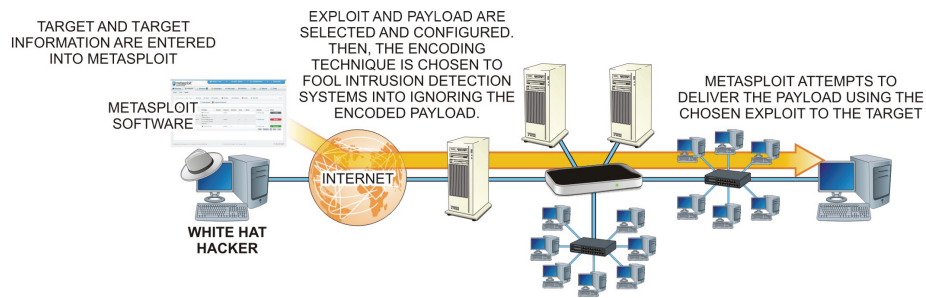 TARGET AND TARGET
INFORMATION ARE ENTERED
INTO METASPLOIT
METASPLOIT
SOFTWARE
WHITE HAT
HACKER
INTERNET
EXPLOIT AND PAYLOAD ARE
SELECTED AND CONFIGURED.
THEN, THE ENCODING
TECHNIQUE IS CHOSEN TO
FOOL INTRUSION DETECTION
SYSTEMS INTO IGNORING THE
ENCODED PAYLOAD.
METASPLOIT ATTEMPTS TO
DELIVER THE PAYLOAD USING THE
CHOSEN EXPLOIT TO THE TARGET